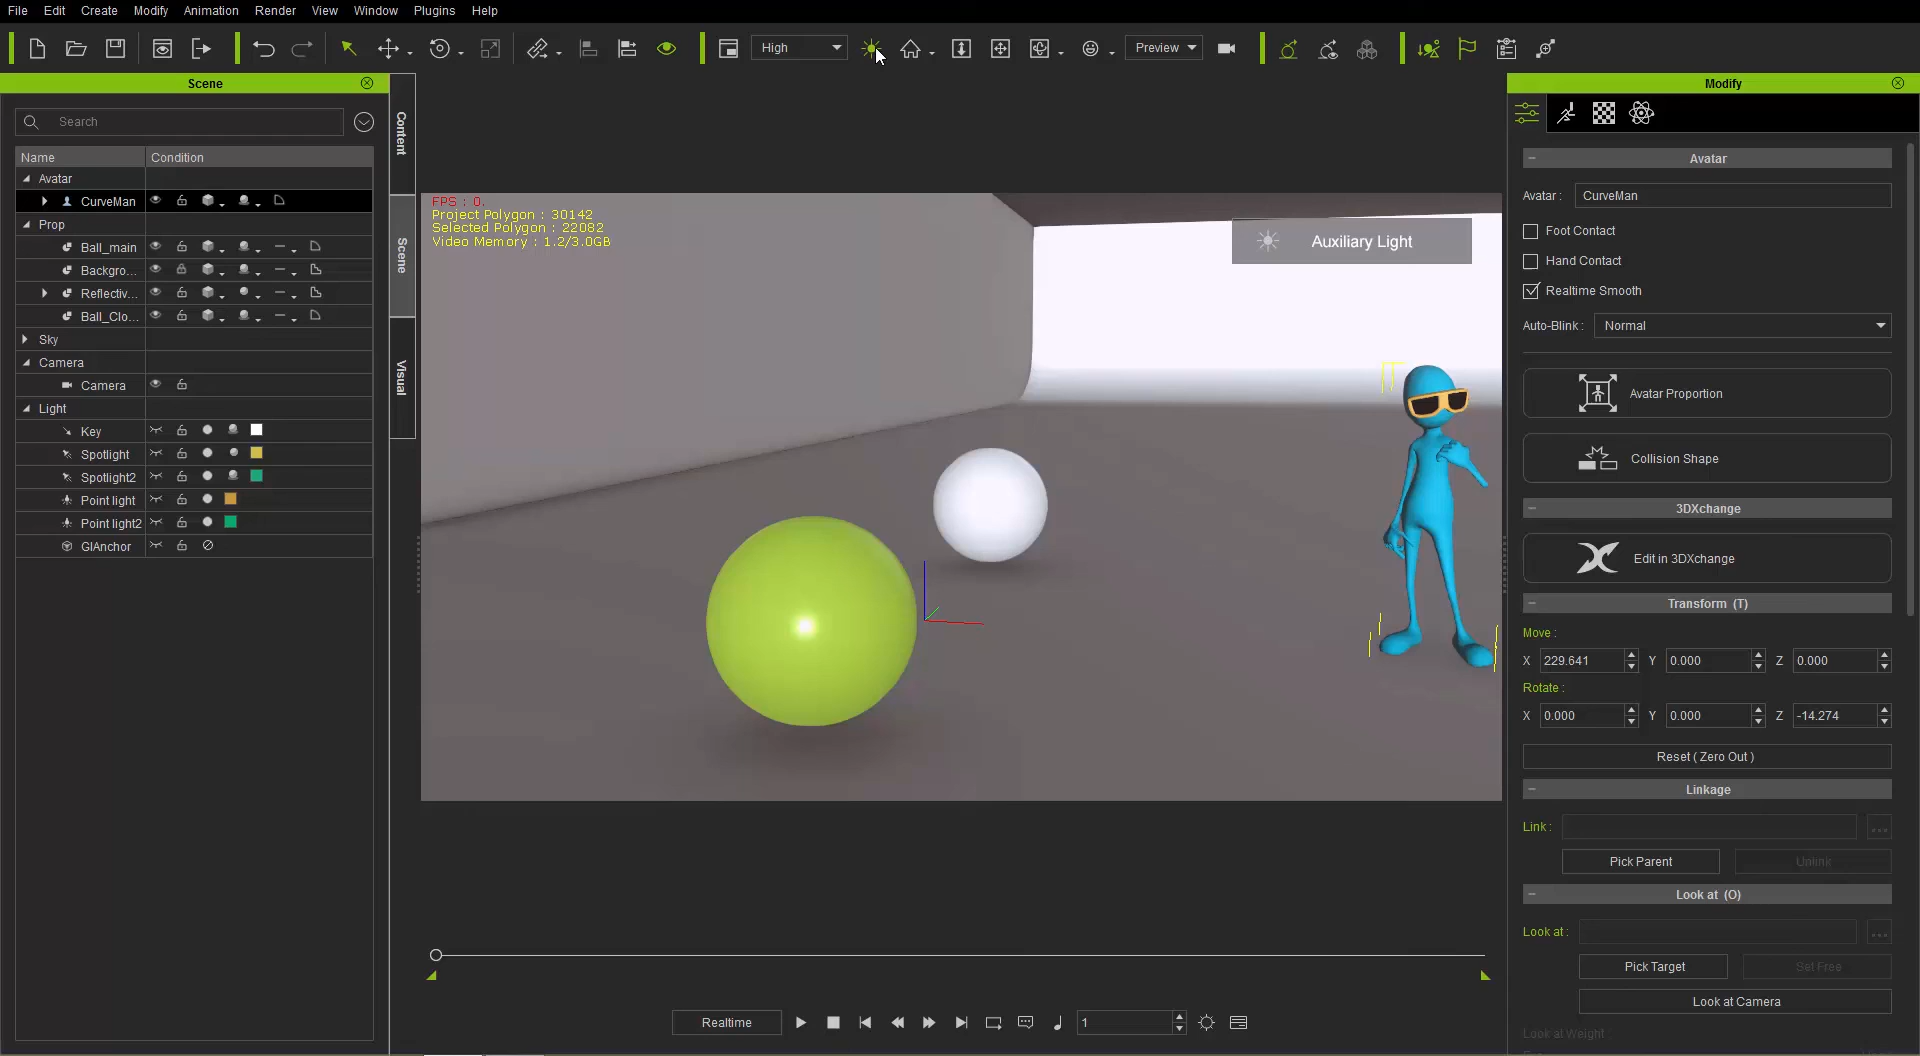 File Edit Create Modify Animation Render View Window Plugins Help
High
Preview
Scene
Search
Name Condition
Avatar
CurveMan
Prop
Ball_main
Backgro...
Reflectiv...
Ball_Clo...
Sky
Camera
Camera
Light
Key
Spotlight
Spotlight2
Point light
Point light2
GIAnchor
Content
Scene
Visual
FPS : 0.
Project Polygon : 30142
Selected Polygon : 22082
Video Memory : 1.2/3.0GB
Auxiliary Light
Realtime
1
Modify
Avatar
Avatar : CurveMan
Foot Contact
Hand Contact
Realtime Smooth
Auto-Blink : Normal
Avatar Proportion
Collision Shape
3DXchange
Edit in 3DXchange
Transform (T)
Move :
X 229.641 Y 0.000 Z 0.000
Rotate :
X 0.000 Y 0.000 Z -14.274
Reset ( Zero Out )
Linkage
Link : ...
Pick Parent Unlink
Look at (O)
Look at : ...
Pick Target Set Free
Look at Camera
Look at Weight